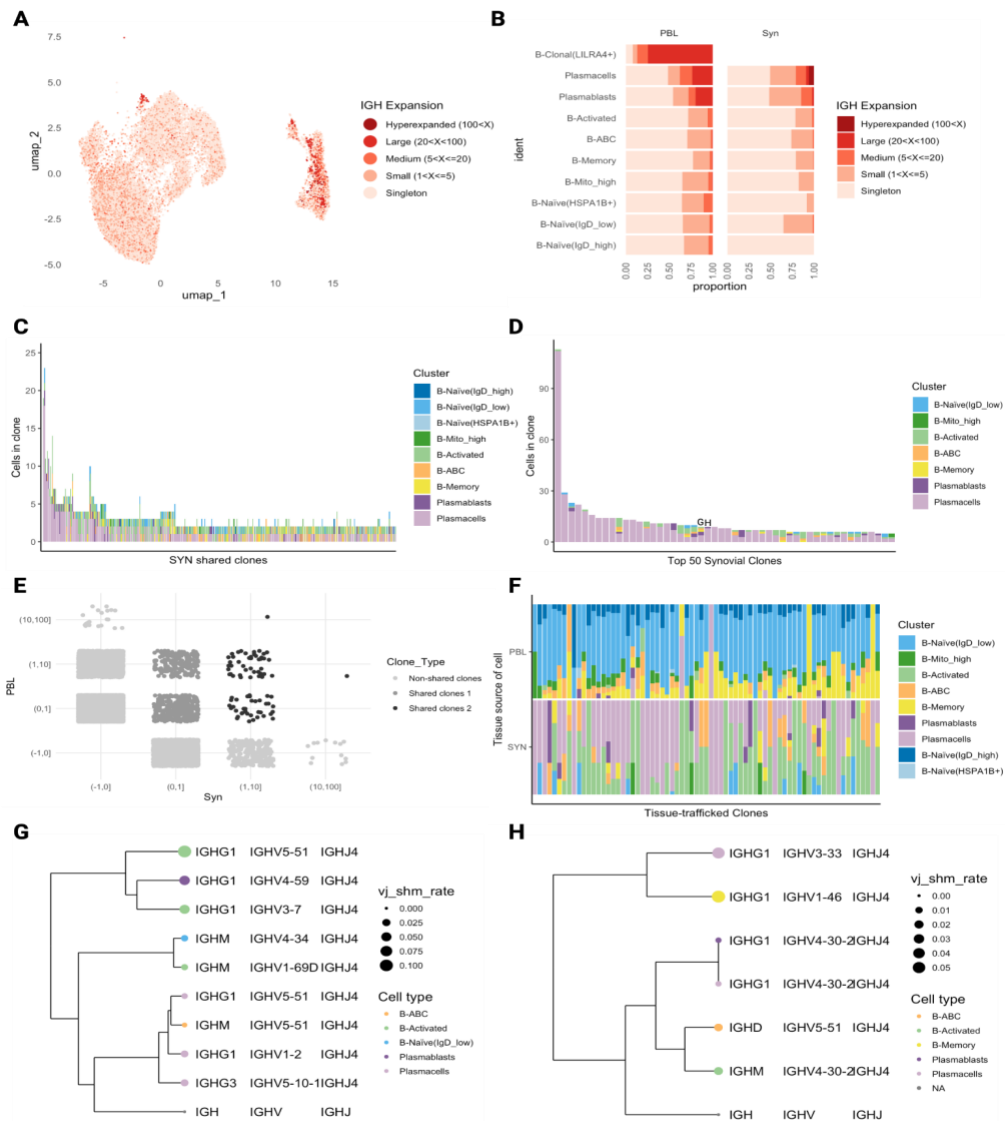 A
7.5
5.0
2.5
0.0
-2.5
-5.0
umap_2
-5
0
5
10
15
umap_1
IGH Expansion
Hyperexpanded (100<X)
Large (20<X<100)
Medium (5<X<=20)
Small (1<X<=5)
Singleton
B
PBL
Syn
ident
B-Clonal(LILRA4+)
Plasmacells
Plasmablasts
B-Activated
B-ABC
B-Memory
B-Mito_high
B-Naïve(HSPA1B+)
B-Naïve(IgD_low)
B-Naïve(IgD_high)
0.00 0.25 0.50 0.75 1.00
0.00 0.25 0.50 0.75 1.00
proportion
IGH Expansion
Hyperexpanded (100<X)
Large (20<X<100)
Medium (5<X<=20)
Small (1<X<=5)
Singleton
C
25
20
15
10
5
0
Cells in clone
SYN shared clones
Cluster
B-Naïve(IgD_high)
B-Naïve(IgD_low)
B-Naïve(HSPA1B+)
B-Mito_high
B-Activated
B-ABC
B-Memory
Plasmablasts
Plasmacells
D
90
60
30
0
Cells in clone
GH
Top 50 Synovial Clones
Cluster
B-Naïve(IgD_low)
B-Mito_high
B-Activated
B-ABC
B-Memory
Plasmablasts
Plasmacells
E
(10,100]
(1,10]
(0,1]
(-1,0]
PBL
(-1,0] (0,1] (1,10] (10,100]
Syn
Clone_Type
Non-shared clones
Shared clones 1
Shared clones 2
F
Tissue source of cell
PBL
SYN
Tissue-trafficked Clones
Cluster
B-Naïve(IgD_low)
B-Mito_high
B-Activated
B-ABC
B-Memory
Plasmablasts
Plasmacells
B-Naïve(IgD_high)
B-Naïve(HSPA1B+)
G
IGHG1 IGHV5-51 IGHJ4
IGHG1 IGHV4-59 IGHJ4
IGHG1 IGHV3-7 IGHJ4
IGHM IGHV4-34 IGHJ4
IGHM IGHV1-69D IGHJ4
IGHG1 IGHV5-51 IGHJ4
IGHM IGHV5-51 IGHJ4
IGHG1 IGHV1-2 IGHJ4
IGHG3 IGHV5-10-1IGHJ4
IGH IGHV IGHJ
vj_shm_rate
0.000
0.025
0.050
0.075
0.100
Cell type
B-ABC
B-Activated
B-Naïve(IgD_low)
Plasmablasts
Plasmacells
H
IGHG1 IGHV3-33 IGHJ4
IGHG1 IGHV1-46 IGHJ4
IGHG1 IGHV4-30-2IGHJ4
IGHG1 IGHV4-30-2IGHJ4
IGHD IGHV5-51 IGHJ4
IGHM IGHV4-30-2IGHJ4
IGH IGHV IGHJ
vj_shm_rate
0.00
0.01
0.02
0.03
0.04
0.05
Cell type
B-ABC
B-Activated
B-Memory
Plasmablasts
Plasmacells
NA